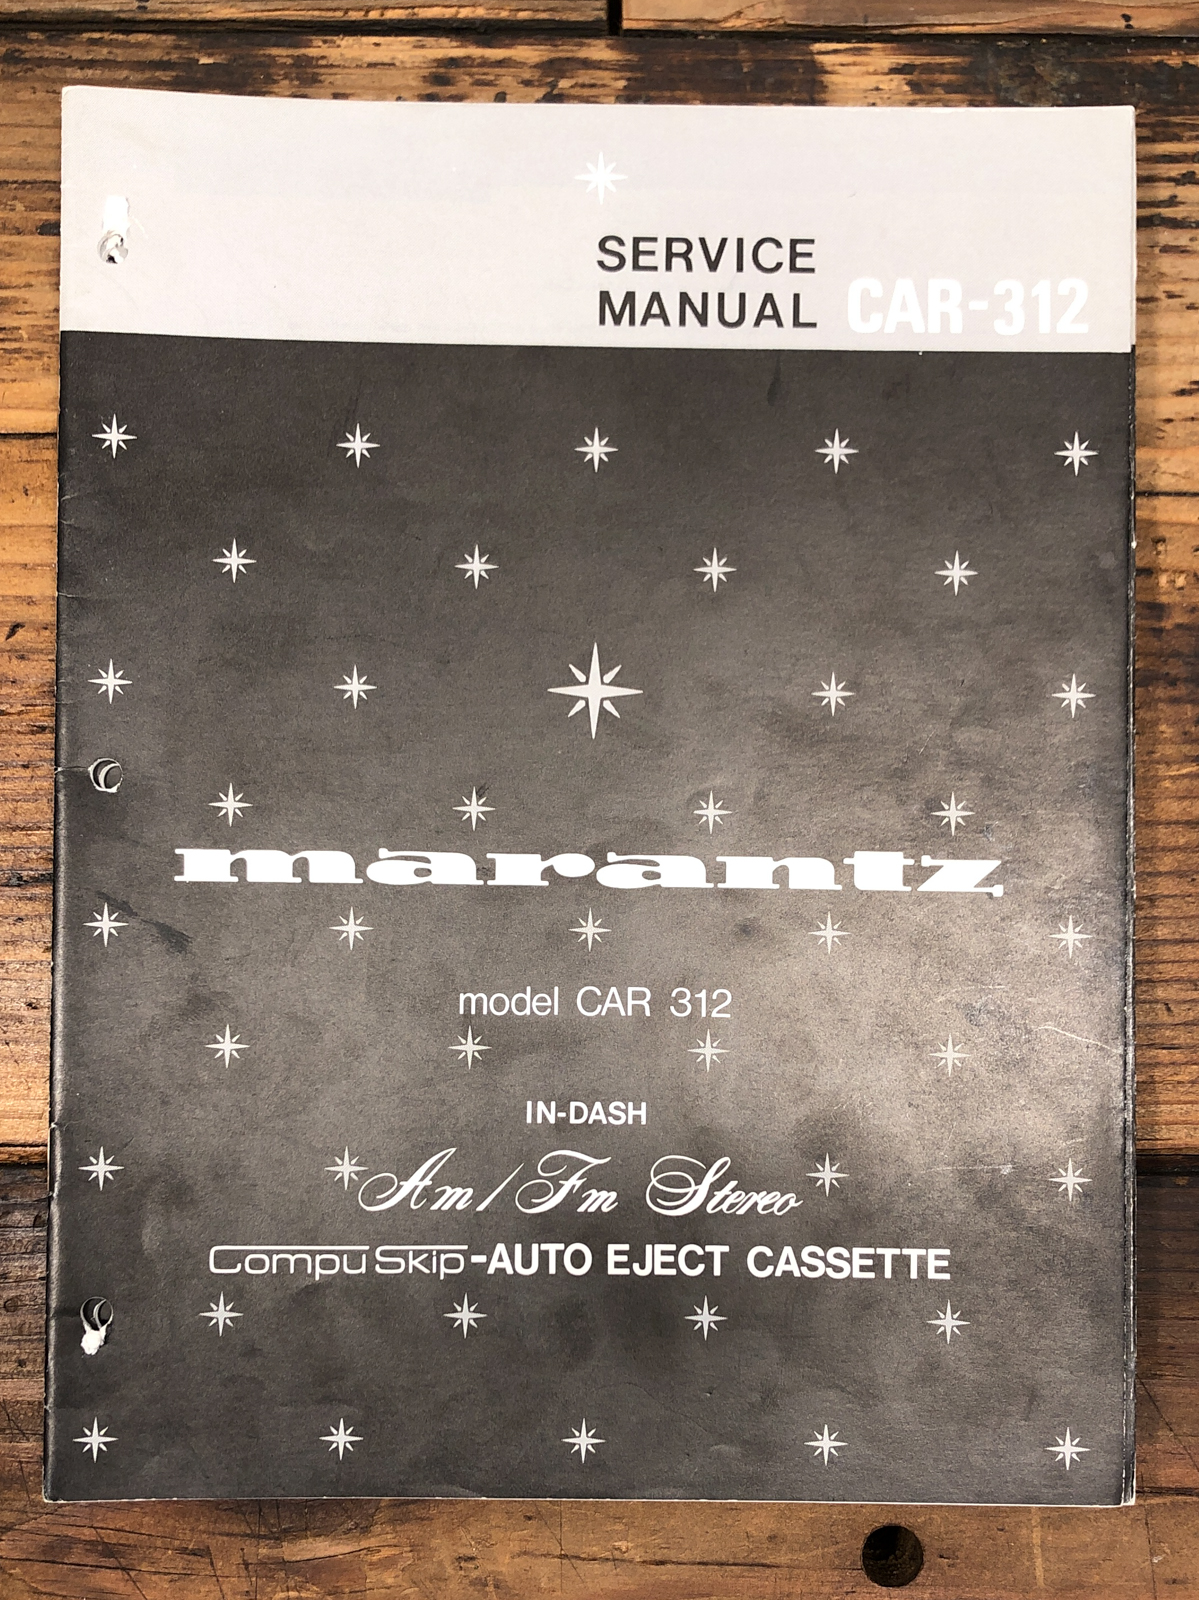 SERVICE
MANUAL CAR-312
marantz
model CAR 312
IN-DASH
Am/Fm Stereo
CompuSkip-AUTO EJECT CASSETTE